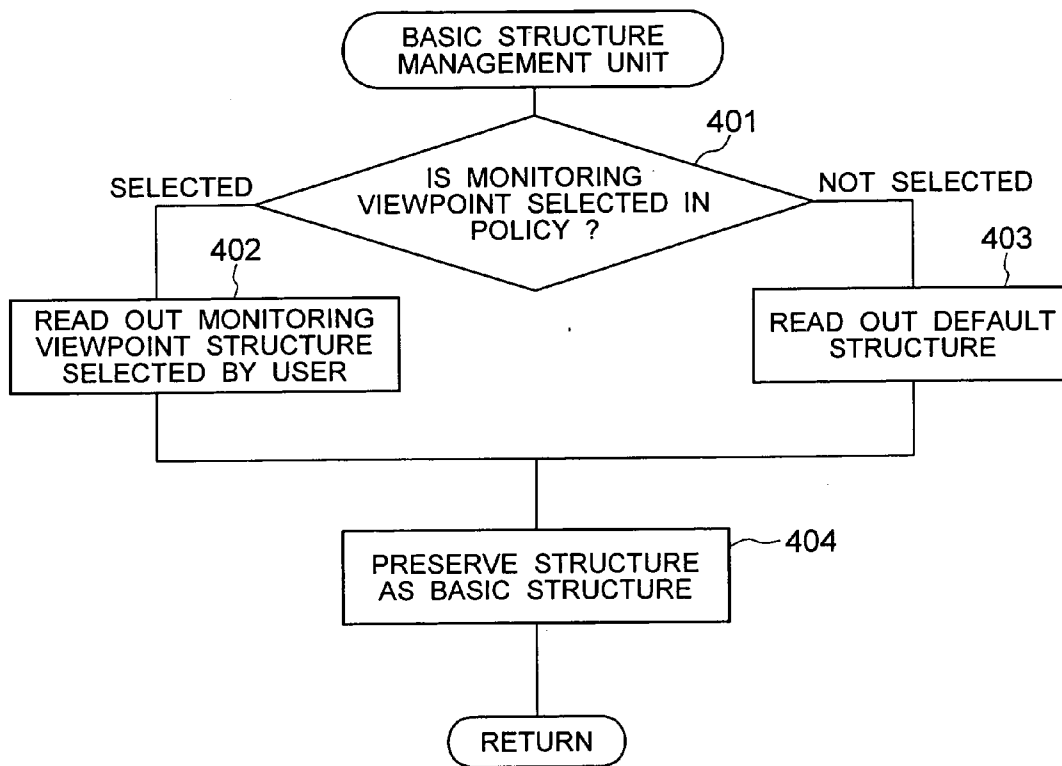 BASIC STRUCTURE
MANAGEMENT UNIT
401
IS MONITORING
VIEWPOINT SELECTED IN
POLICY ?
SELECTED
NOT SELECTED
402
READ OUT MONITORING
VIEWPOINT STRUCTURE
SELECTED BY USER
403
READ OUT DEFAULT
STRUCTURE
404
PRESERVE STRUCTURE
AS BASIC STRUCTURE
RETURN